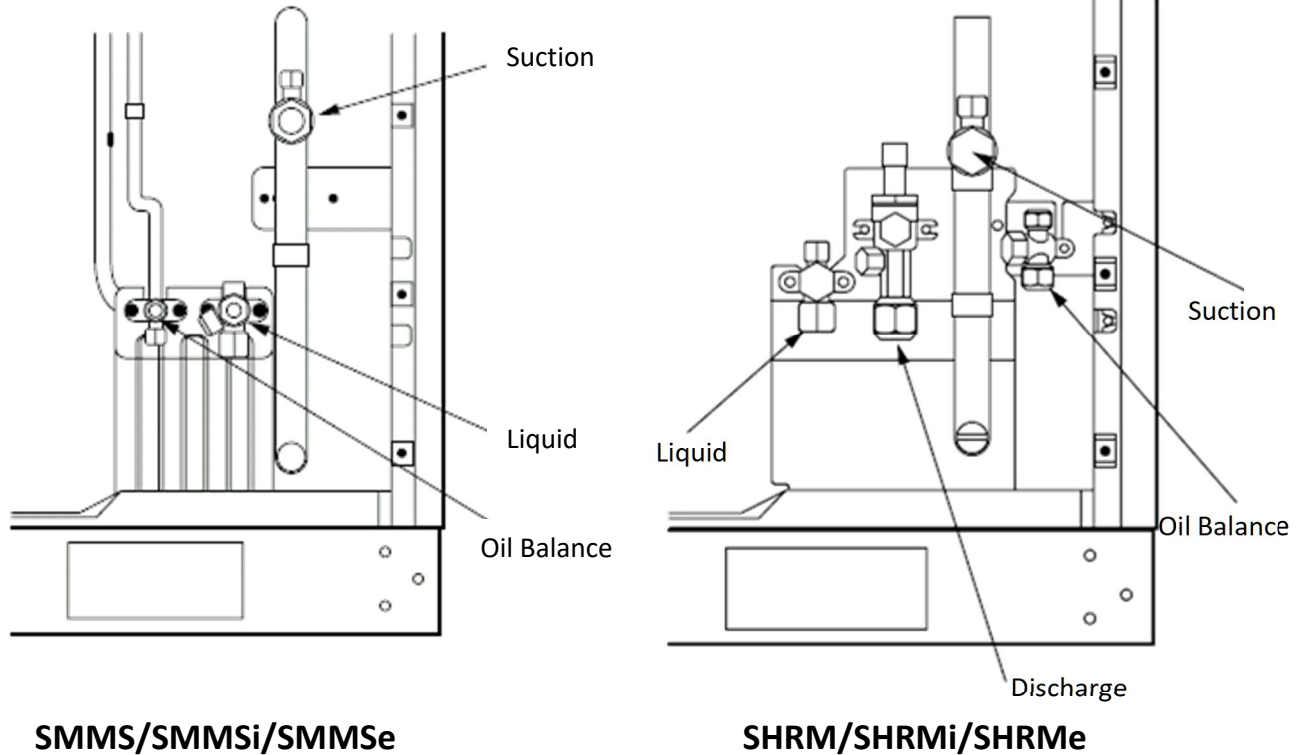 Suction
Liquid
Oil Balance
SMMS/SMMSi/SMMSe
Suction
Liquid
Oil Balance
Discharge
SHRM/SHRMi/SHRMe